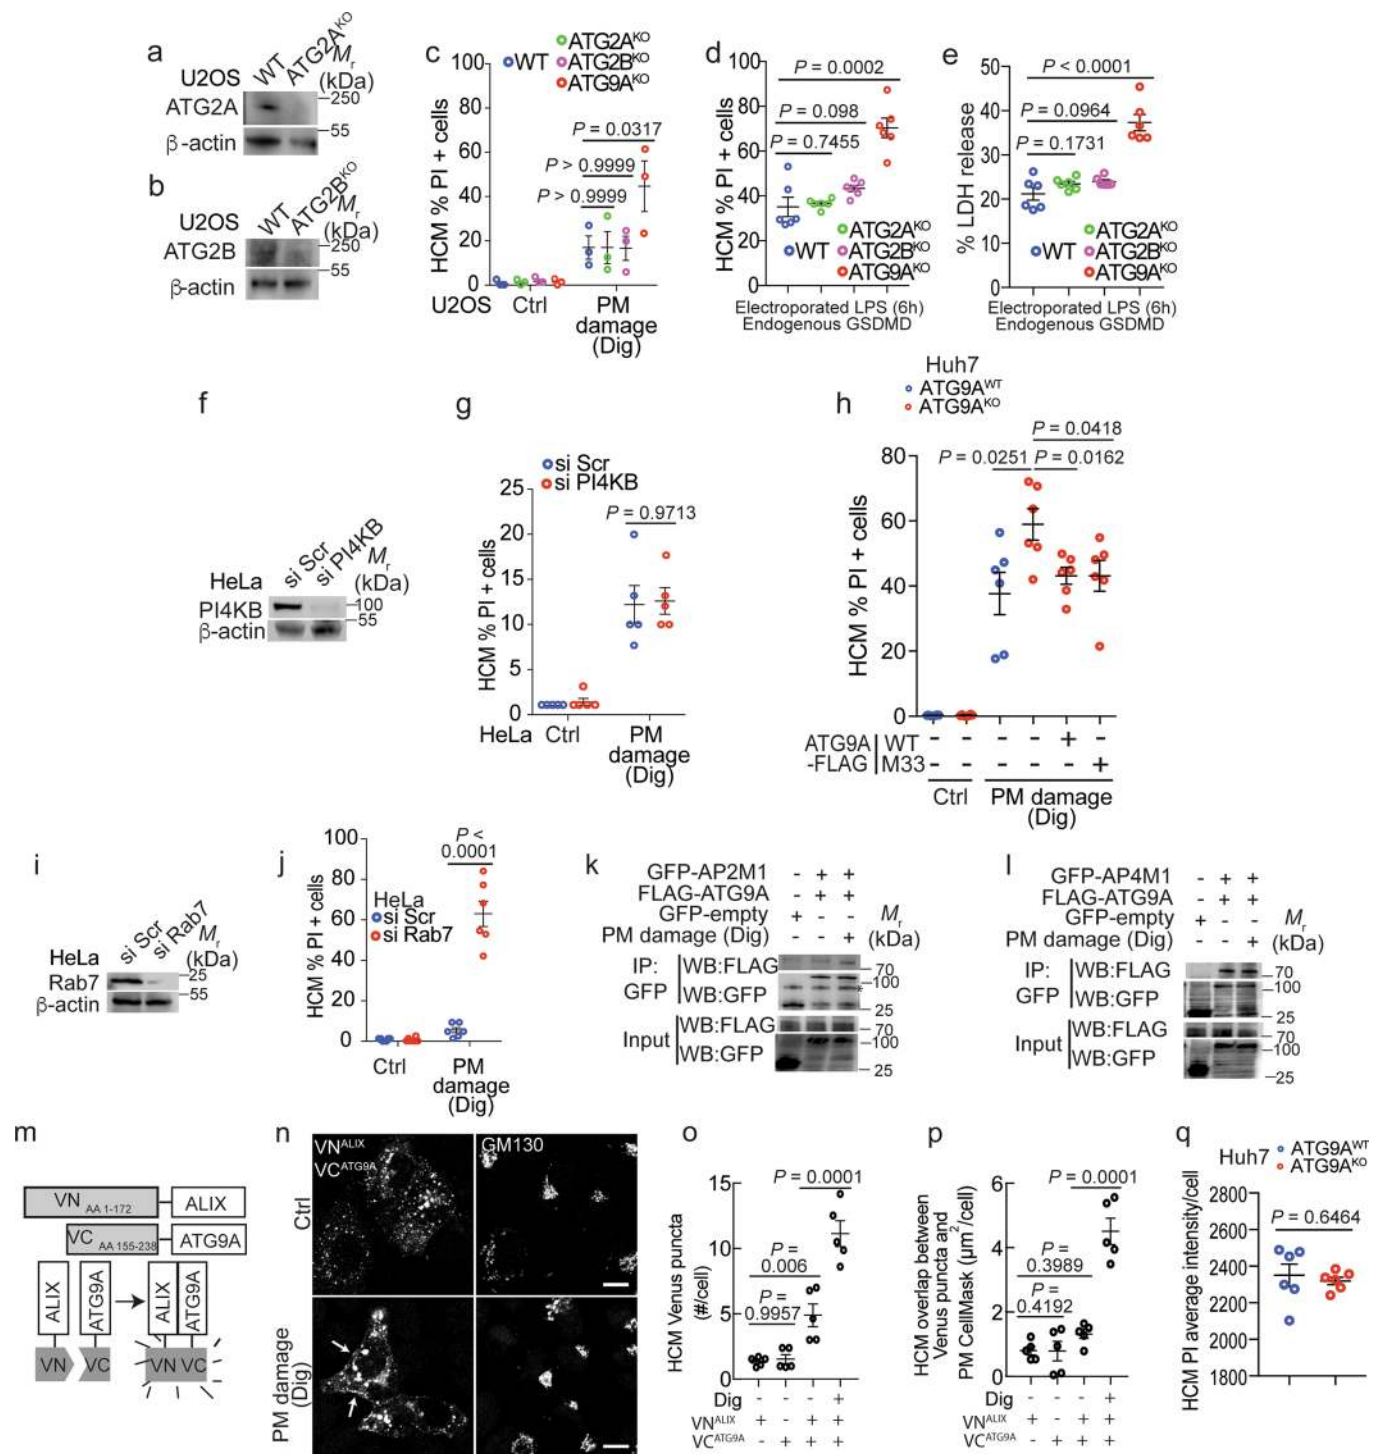 a
U2OS
WT
ATG2A^KO
M_r
(kDa)
ATG2A
250
β-actin
55
b
U2OS
WT
ATG2B^KO
M_r
(kDa)
ATG2B
250
β-actin
55
c
HCM % PI + cells
100
80
60
40
20
0
WT
ATG2A^KO
ATG2B^KO
ATG9A^KO
P = 0.0317
P > 0.9999
P > 0.9999
U2OS
Ctrl
PM
damage
(Dig)
d
HCM % PI + cells
100
80
60
40
20
0
P = 0.0002
P = 0.098
P = 0.7455
WT
ATG2A^KO
ATG2B^KO
ATG9A^KO
Electroporated LPS (6h)
Endogenous GSDMD
e
% LDH release
50
40
30
20
10
0
P < 0.0001
P = 0.0964
P = 0.1731
WT
ATG2A^KO
ATG2B^KO
ATG9A^KO
Electroporated LPS (6h)
Endogenous GSDMD
f
HeLa
si Scr
si PI4KB
M_r
(kDa)
PI4KB
100
β-actin
55
g
si Scr
si PI4KB
HCM % PI + cells
25
20
15
10
5
0
P = 0.9713
HeLa
Ctrl
PM
damage
(Dig)
h
Huh7
ATG9A^WT
ATG9A^KO
HCM % PI + cells
80
60
40
20
0
P = 0.0418
P = 0.0251
P = 0.0162
ATG9A
-FLAG
WT
- - - - + -
M33
- - - - - +
Ctrl
PM damage
(Dig)
i
HeLa
si Scr
si Rab7
M_r
(kDa)
Rab7
25
β-actin
55
j
HCM % PI + cells
100
80
60
40
20
0
P <
0.0001
HeLa
si Scr
si Rab7
Ctrl
PM
damage
(Dig)
k
GFP-AP2M1 - + +
FLAG-ATG9A - + +
GFP-empty + - -
PM damage (Dig) - - +
M_r
(kDa)
IP:
GFP
WB:FLAG
70
100
WB:GFP
*
25
Input
WB:FLAG
70
100
WB:GFP
25
l
GFP-AP4M1 - + +
FLAG-ATG9A - + +
GFP-empty + - -
PM damage (Dig) - - +
M_r
(kDa)
IP:
GFP
WB:FLAG
70
100
WB:GFP
25
Input
WB:FLAG
70
100
WB:GFP
25
m
VN AA 1-172
ALIX
VC AA 155-238
ATG9A
ALIX
ATG9A
ALIX
ATG9A
VN
VC
VN VC
n
VN^ALIX
VC^ATG9A
GM130
Ctrl
PM damage
(Dig)
o
HCM Venus puncta
(#/cell)
15
10
5
0
P = 0.0001
P =
0.006
P =
0.9957
Dig - - - +
VN^ALIX + - + +
VC^ATG9A - + + +
p
HCM overlap between
Venus puncta and
PM CellMask (μm²/cell)
6
4
2
0
P = 0.0001
P =
0.3989
P =
0.4192
Dig - - - +
VN^ALIX + - + +
VC^ATG9A - + + +
q
Huh7
ATG9A^WT
ATG9A^KO
HCM PI average intensity/cell
2800
2600
2400
2200
2000
1800
P = 0.6464